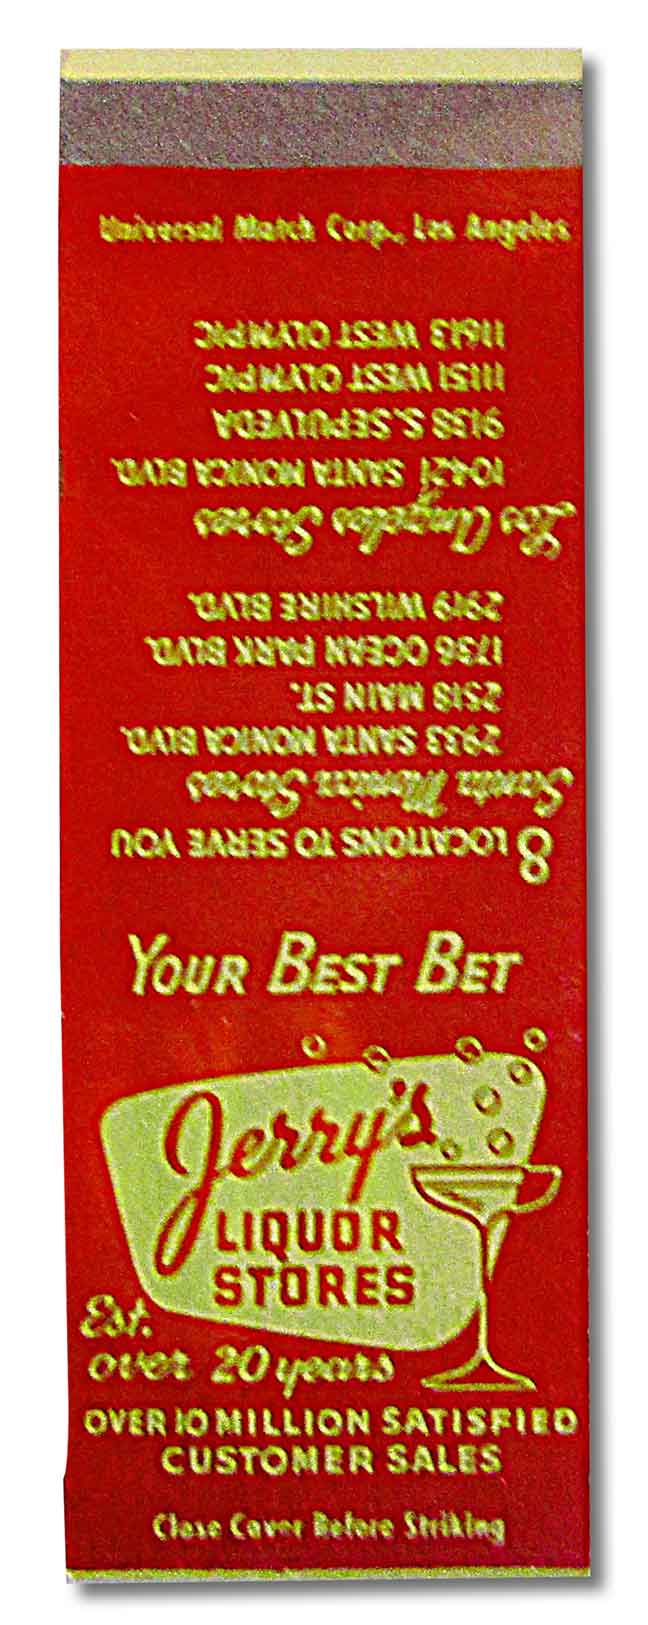 Universal Match Corp., Los Angeles
8 LOCATIONS TO SERVE YOU
Santa Monica Stores
2933 SANTA MONICA BLVD.
2518 MAIN ST.
1736 OCEAN PARK BLVD.
2919 WILSHIRE BLVD.
Los Angeles Stores
10421 SANTA MONICA BLVD.
9138 S. SEPULVEDA
11151 WEST OLYMPIC
11613 WEST OLYMPIC
YOUR BEST BET
Jerry's
LIQUOR
STORES
Est.
over 20 years
OVER 10 MILLION SATISFIED
CUSTOMER SALES
Close Cover Before Striking